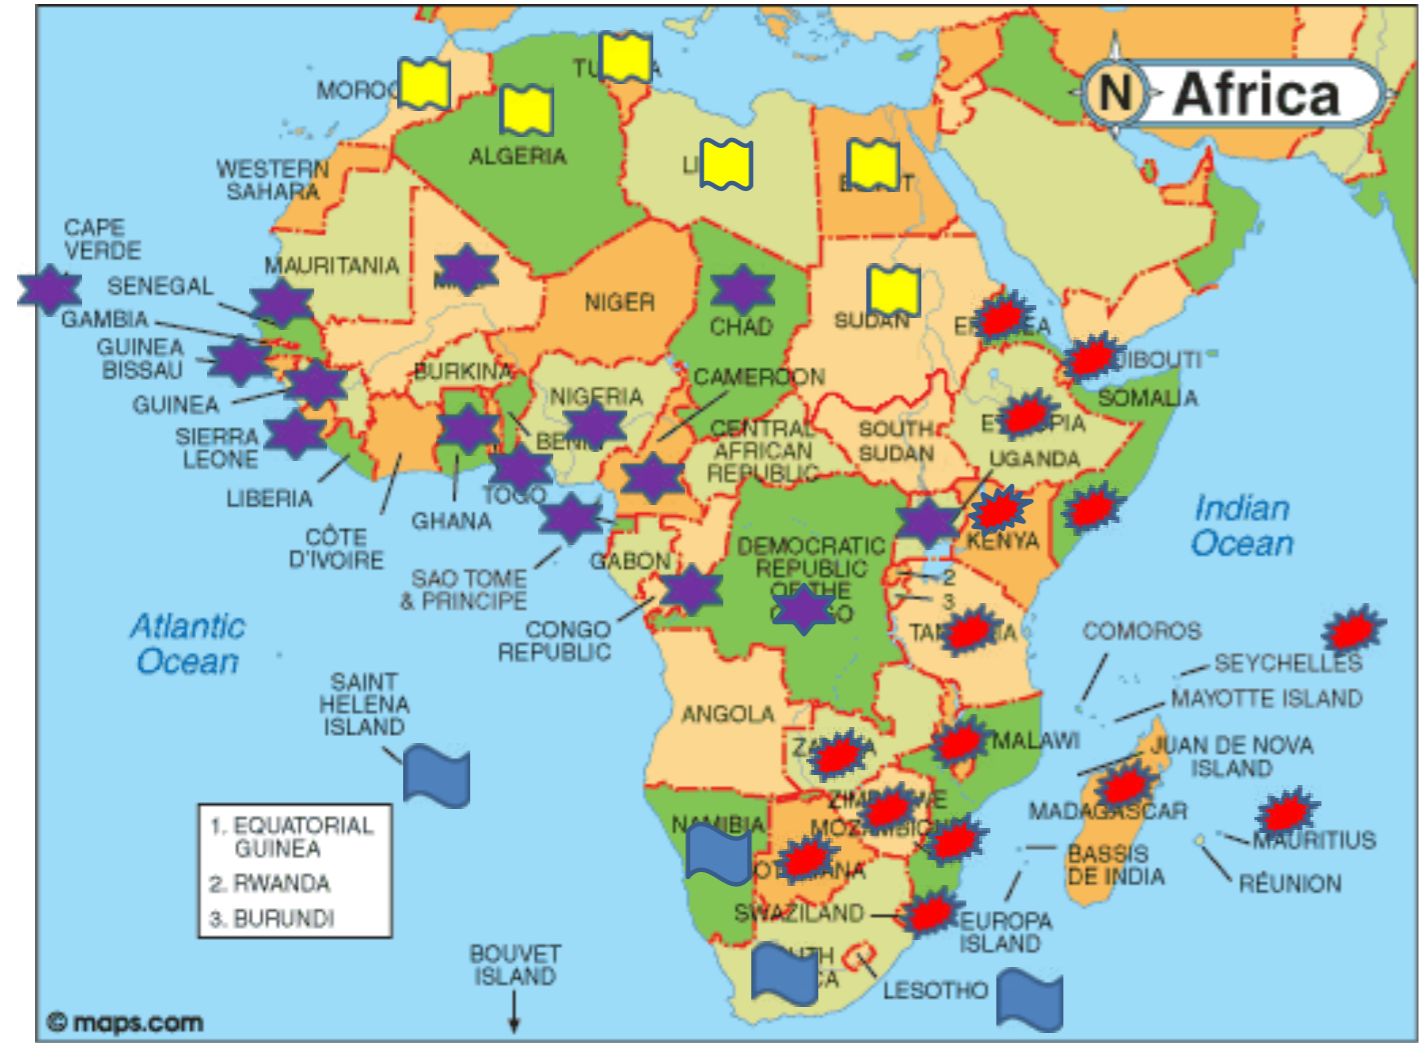 N Africa
ALGERIA
WESTERN
SAHARA
CAPE
VERDE
MAURITANIA
SENEGAL
GAMBIA
GUINEA
BISSAU
GUINEA
SIERRA
LEONE
LIBERIA
CÔTE
D'IVOIRE
GHANA
TOGO
BURKINA
NIGER
NIGERIA
CHAD
SUDAN
CAMEROON
CENTRAL
AFRICAN
REPUBLIC
SOUTH
SUDAN
SOMALIA
UGANDA
KENYA
GABON
SAO TOME
& PRINCIPE
CONGO
REPUBLIC
DEMOCRATIC
REPUBLIC
OF THE
2
3
Indian
Ocean
Atlantic
Ocean
SAINT
HELENA
ISLAND
ANGOLA
COMOROS
SEYCHELLES
MAYOTTE ISLAND
MALAWI
JUAN DE NOVA
ISLAND
MADAGASCAR
MAURITIUS
BASSIS
DE INDIA
RÉUNION
NAMIBIA
SWAZILAND
EUROPA
ISLAND
LESOTHO
1. EQUATORIAL
GUINEA
2. RWANDA
3. BURUNDI
BOUVET
ISLAND
© maps.com